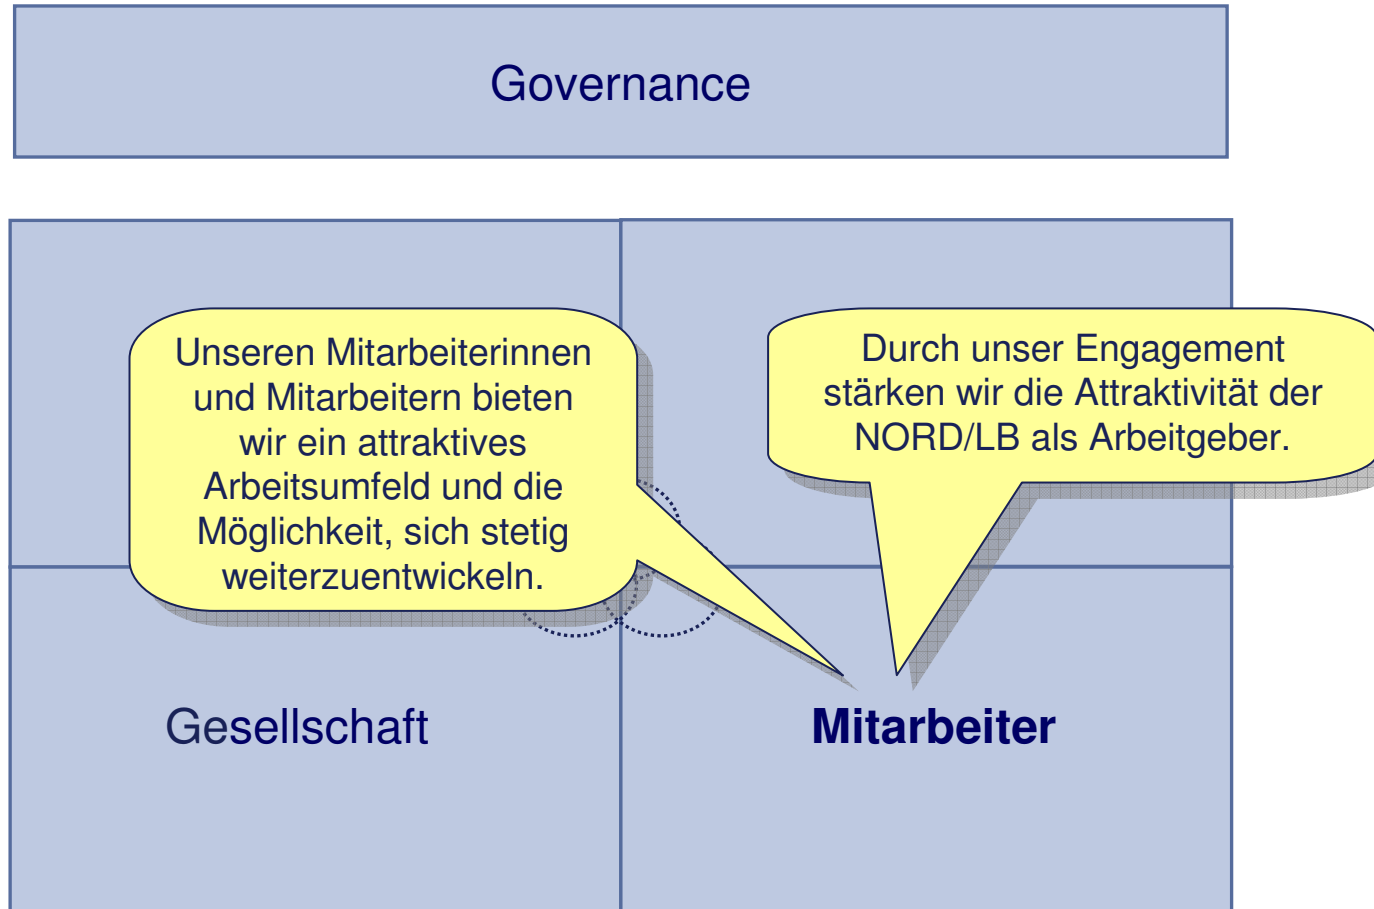 Governance
Unseren Mitarbeiterinnen
und Mitarbeitern bieten
wir ein attraktives
Arbeitsumfeld und die
Möglichkeit, sich stetig
weiterzuentwickeln.
Durch unser Engagement
stärken wir die Attraktivität der
NORD/LB als Arbeitgeber.
Gesellschaft
Mitarbeiter